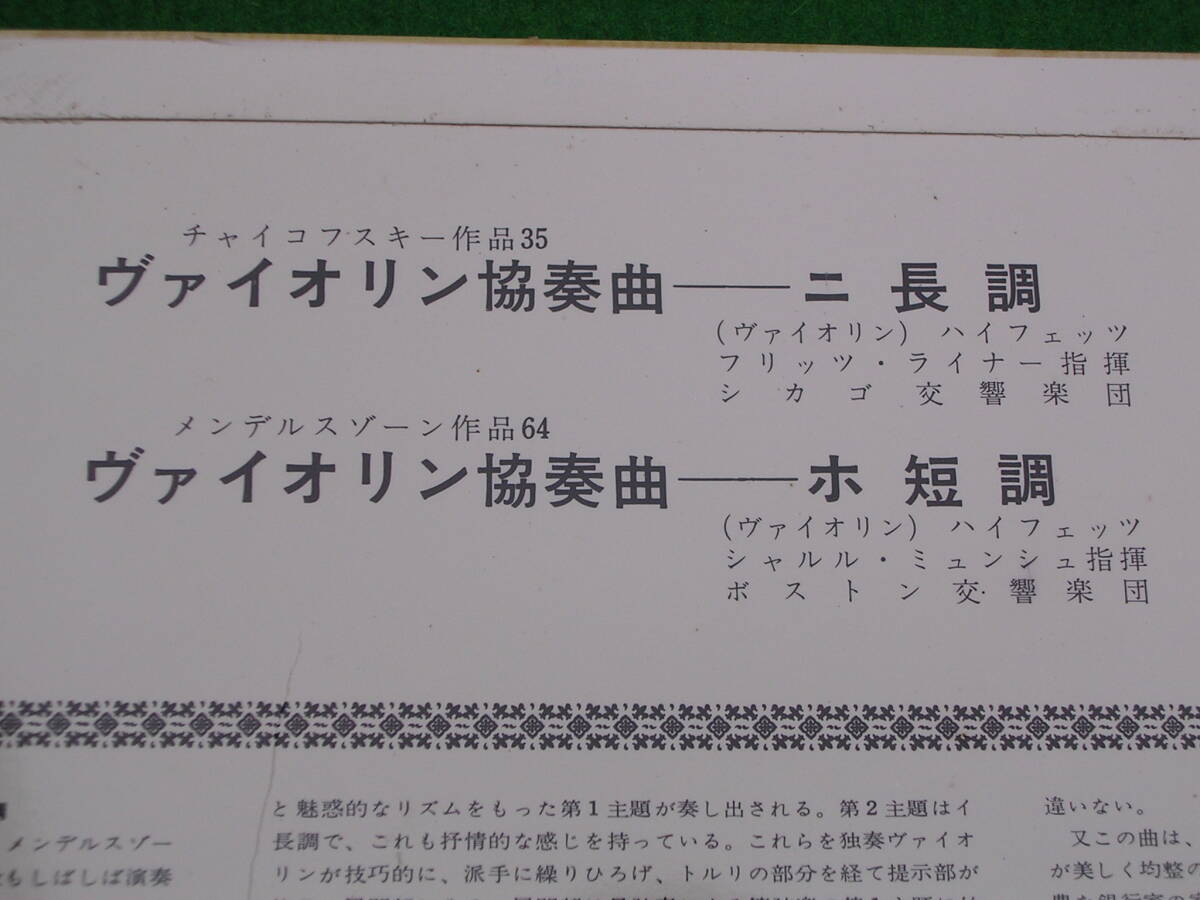 チャイコフスキー作品35
ヴァイオリン協奏曲――ニ長調
(ヴァイオリン) ハイフェッツ
フリッツ・ライナー指揮
シカゴ交響楽団
メンデルスゾーン作品64
ヴァイオリン協奏曲――ホ短調
(ヴァイオリン) ハイフェッツ
シャルル・ミュンシュ指揮
ボストン交響楽団
メンデルスゾー
もしばしば演奏
と魅惑的なリズムをもった第1主題が奏し出される。第2主題はイ
長調で、これも抒情的な感じを持っている。これらを独奏ヴァイオ
リンが技巧的に、派手に繰りひろげ、トルリの部分を経て提示部が
違いない。
又この曲は、
が美しく均整の